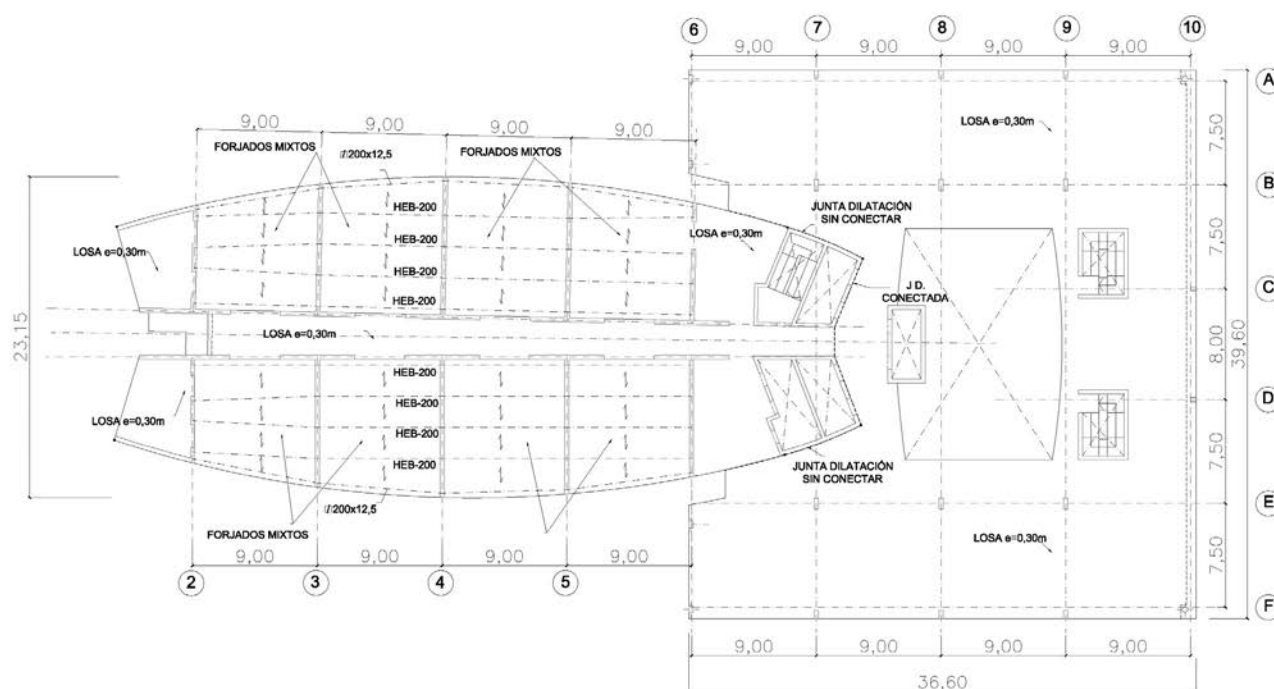 6
7
8
9
10
9,00
9,00
9,00
9,00
A
LOSA e=0,30m
7,50
9,00
9,00
9,00
9,00
FORJADOS MIXTOS
FORJADOS MIXTOS
200x12,5
B
HEB-200
JUNTA DILATACIÓN
SIN CONECTAR
HEB-200
LOSA e=0,30m
7,50
LOSA e=0,30m
HEB-200
HEB-200
J D.
CONECTADA
C
23,15
LOSA e=0,30m
8,00
39,60
HEB-200
LOSA e=0,30m
HEB-200
D
HEB-200
HEB-200
7,50
JUNTA DILATACIÓN
SIN CONECTAR
200x12,5
E
FORJADOS MIXTOS
LOSA e=0,30m
7,50
9,00
9,00
9,00
9,00
2
3
4
5
F
9,00
9,00
9,00
9,00
36,60